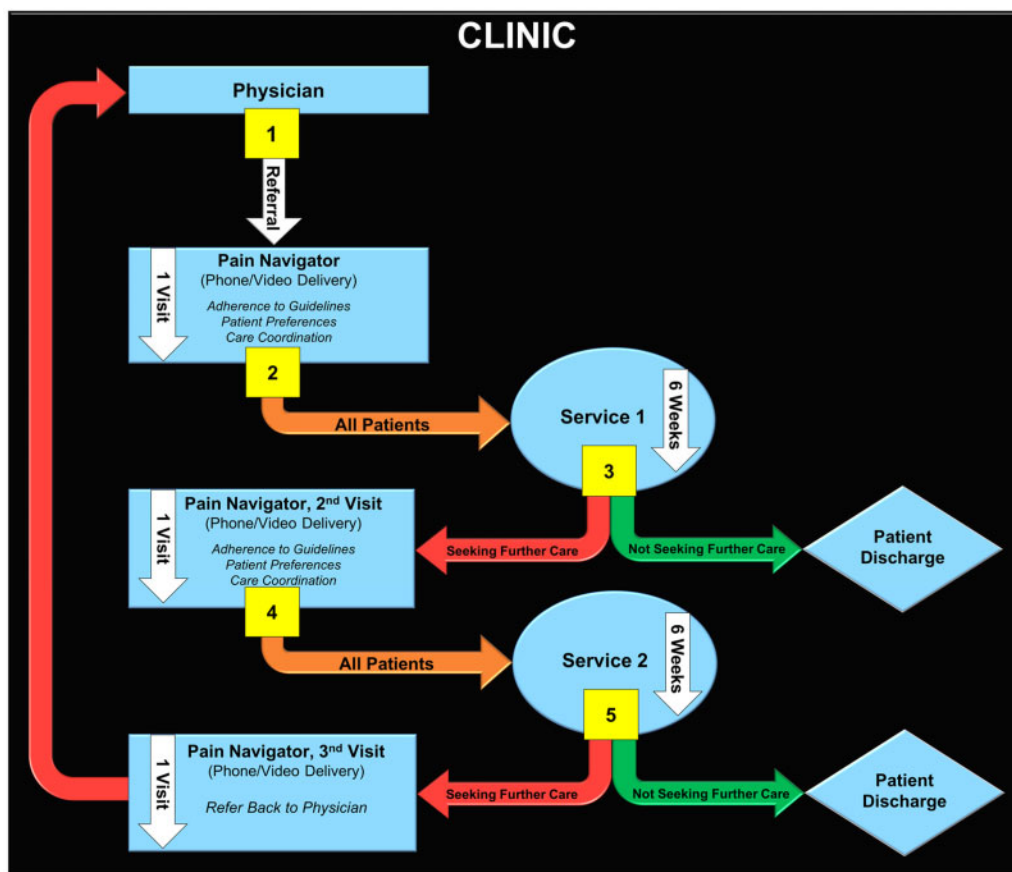 CLINIC
Physician
1
Referral
Pain Navigator
(Phone/Video Delivery)
Adherence to Guidelines
Patient Preferences
Care Coordination
1 Visit
2
All Patients
Service 1
6 Weeks
3
Seeking Further Care
Not Seeking Further Care
Patient
Discharge
Pain Navigator, 2nd Visit
(Phone/Video Delivery)
Adherence to Guidelines
Patient Preferences
Care Coordination
1 Visit
4
All Patients
Service 2
6 Weeks
5
Seeking Further Care
Not Seeking Further Care
Patient
Discharge
Pain Navigator, 3nd Visit
(Phone/Video Delivery)
Refer Back to Physician
1 Visit